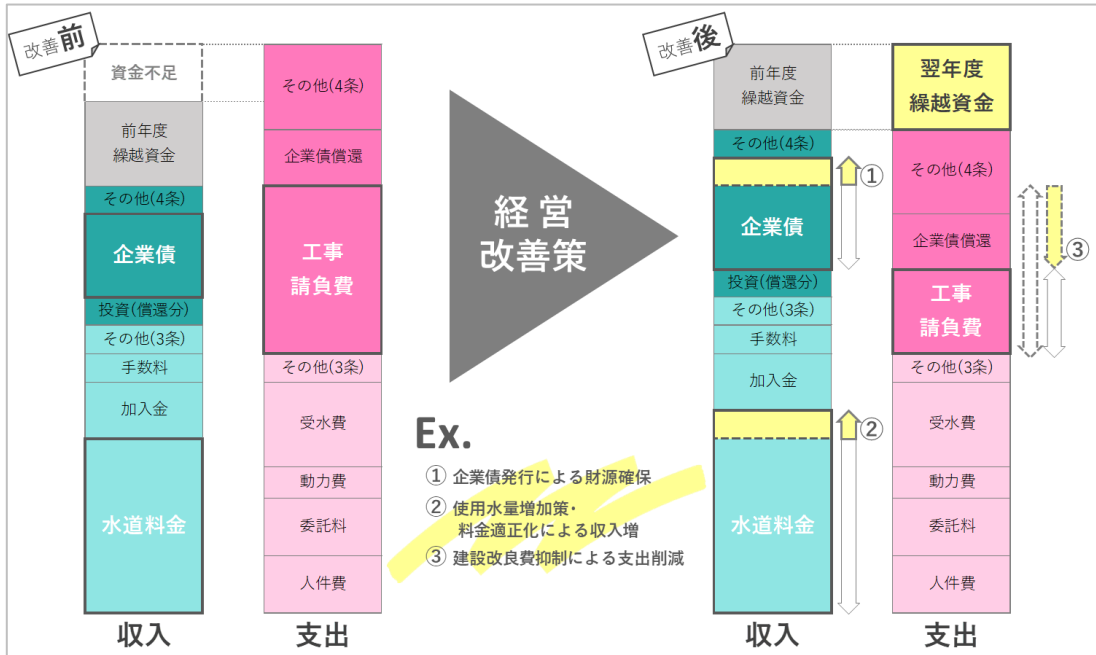 改善前
資金不足
前年度
繰越資金
その他(4条)
企業債
投資(償還分)
その他(3条)
手数料
加入金
水道料金
収入
その他(4条)
企業債償還
工事
請負費
その他(3条)
受水費
動力費
委託料
人件費
支出
経営
改善策
Ex.
① 企業債発行による財源確保
② 使用水量増加策・
料金適正化による収入増
③ 建設改良費抑制による支出削減
改善後
前年度
繰越資金
その他(4条)
①
企業債
投資(償還分)
その他(3条)
手数料
加入金
②
水道料金
収入
翌年度
繰越資金
その他(4条)
企業債償還
③
工事
請負費
その他(3条)
受水費
動力費
委託料
人件費
支出